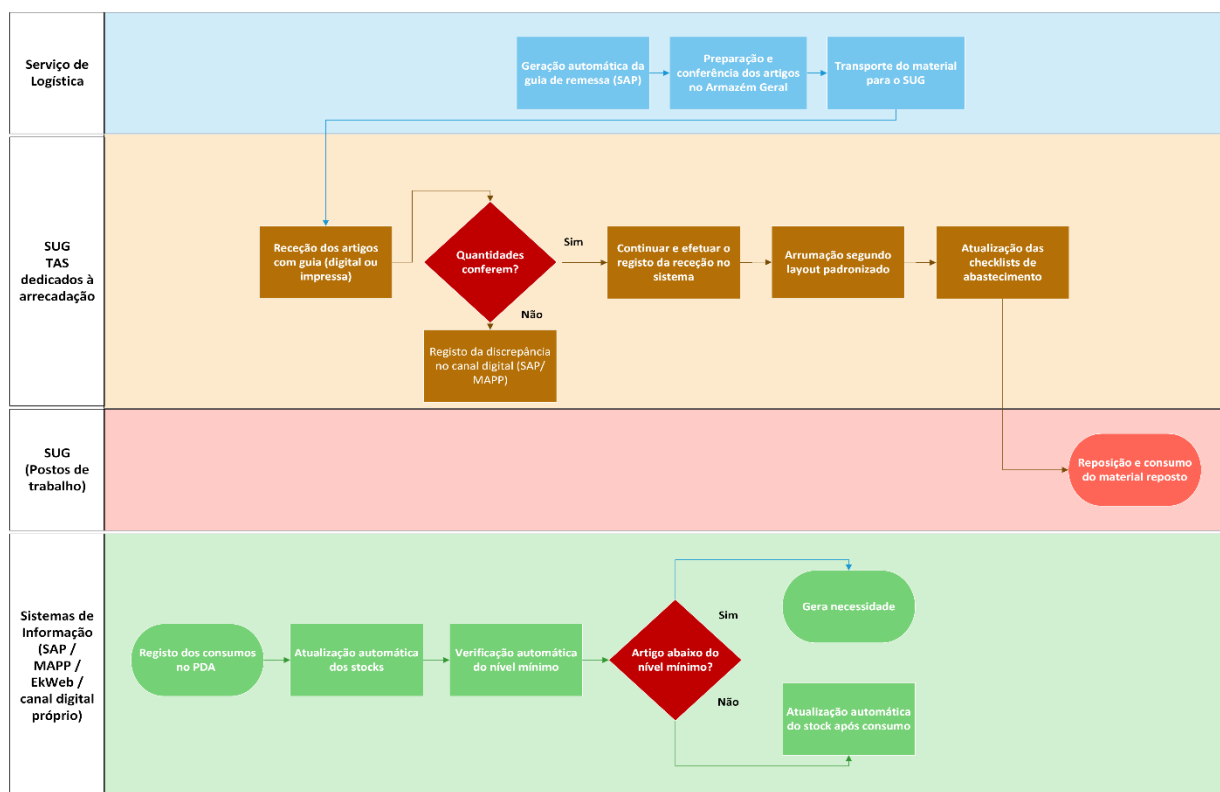 Serviço de
Logística
Geração automática da
guia de remessa (SAP)
Preparação e
conferência dos artigos
no Armazém Geral
Transporte do material
para o SUG
SUG
TAS
dedicados à
arrecadação
Receção dos artigos
com guia (digital ou
impressa)
Quantidades
conferem?
Sim
Não
Registo da discrepância
no canal digital (SAP/
MAPP)
Continuar e efetuar o
registo da receção no
sistema
Arrumação segundo
layout padronizado
Atualização das
checklists de
abastecimento
SUG
(Postos de
trabalho)
Reposição e consumo
do material reposto
Sistemas de
Informação
(SAP /
MAPP /
EkWeb /
canal digital
próprio)
Registo dos consumos
no PDA
Atualização automática
dos stocks
Verificação automática
do nível mínimo
Artigo abaixo do
nível mínimo?
Sim
Gera necessidade
Não
Atualização automática
do stock após consumo